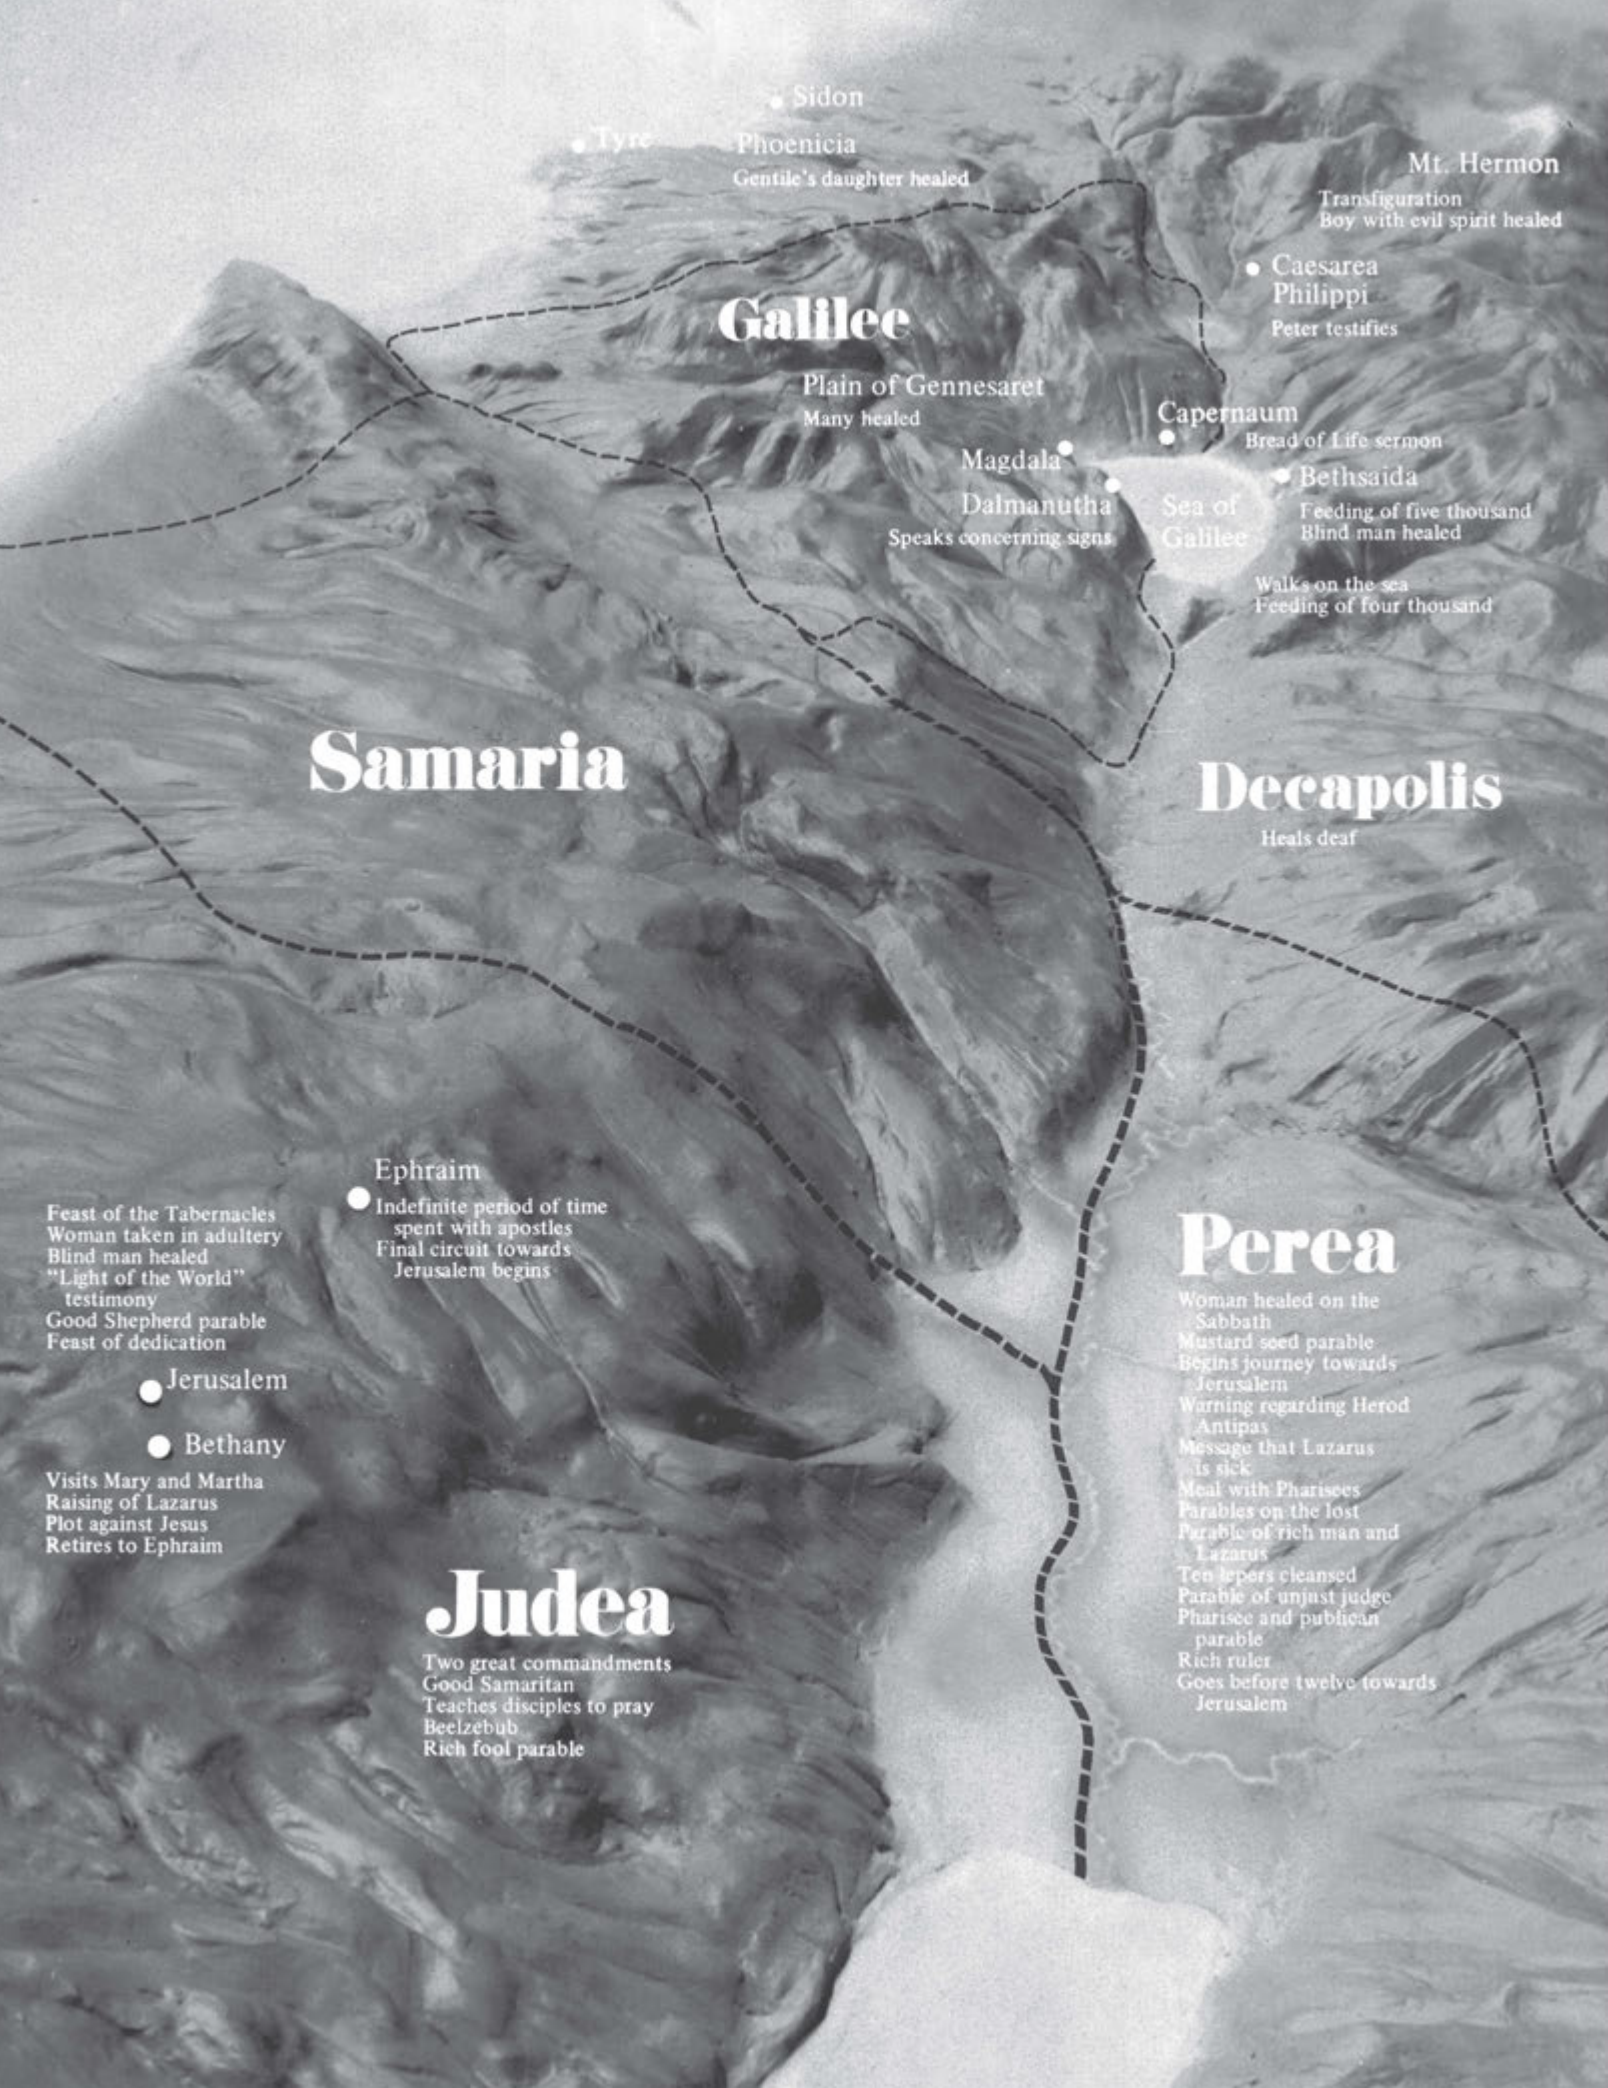 Sidon
Tyre
Phoenicia
Gentile's daughter healed
Mt. Hermon
Transfiguration
Boy with evil spirit healed
Caesarea
Philippi
Peter testifies
Galilee
Plain of Gennesaret
Many healed
Capernaum
Bread of Life sermon
Magdala
Bethsaida
Dalmanutha
Sea of
Galilee
Feeding of five thousand
Blind man healed
Speaks concerning signs
Walks on the sea
Feeding of four thousand
Samaria
Decapolis
Heals deaf
Ephraim
Indefinite period of time
spent with apostles
Final circuit towards
Jerusalem begins
Feast of the Tabernacles
Woman taken in adultery
Blind man healed
“Light of the World”
testimony
Good Shepherd parable
Feast of dedication
Jerusalem
Bethany
Visits Mary and Martha
Raising of Lazarus
Plot against Jesus
Retires to Ephraim
Perea
Woman healed on the
Sabbath
Mustard seed parable
Begins journey towards
Jerusalem
Warning regarding Herod
Antipas
Message that Lazarus
is sick
Meal with Pharisees
Parables on the lost
Parable of rich man and
Lazarus
Ten lepers cleansed
Parable of unjust judge
Pharisee and publican
parable
Rich ruler
Goes before twelve towards
Jerusalem
Judea
Two great commandments
Good Samaritan
Teaches disciples to pray
Beelzebub
Rich fool parable